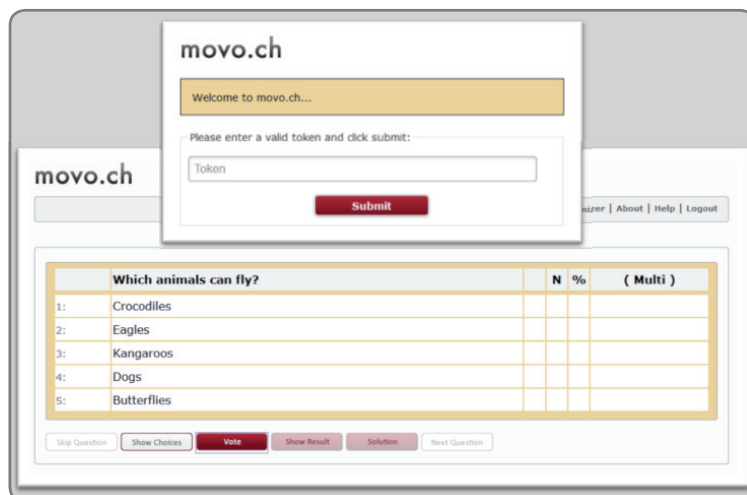 movo.ch
Welcome to movo.ch...
Please enter a valid token and click submit:
Token
Submit
movo.ch
| About | Help | Logout
Which animals can fly? N % ( Multi )
1: Crocodiles
2: Eagles
3: Kangaroos
4: Dogs
5: Butterflies
Skip Question Show Choices Vote Show Result Solution Next Question